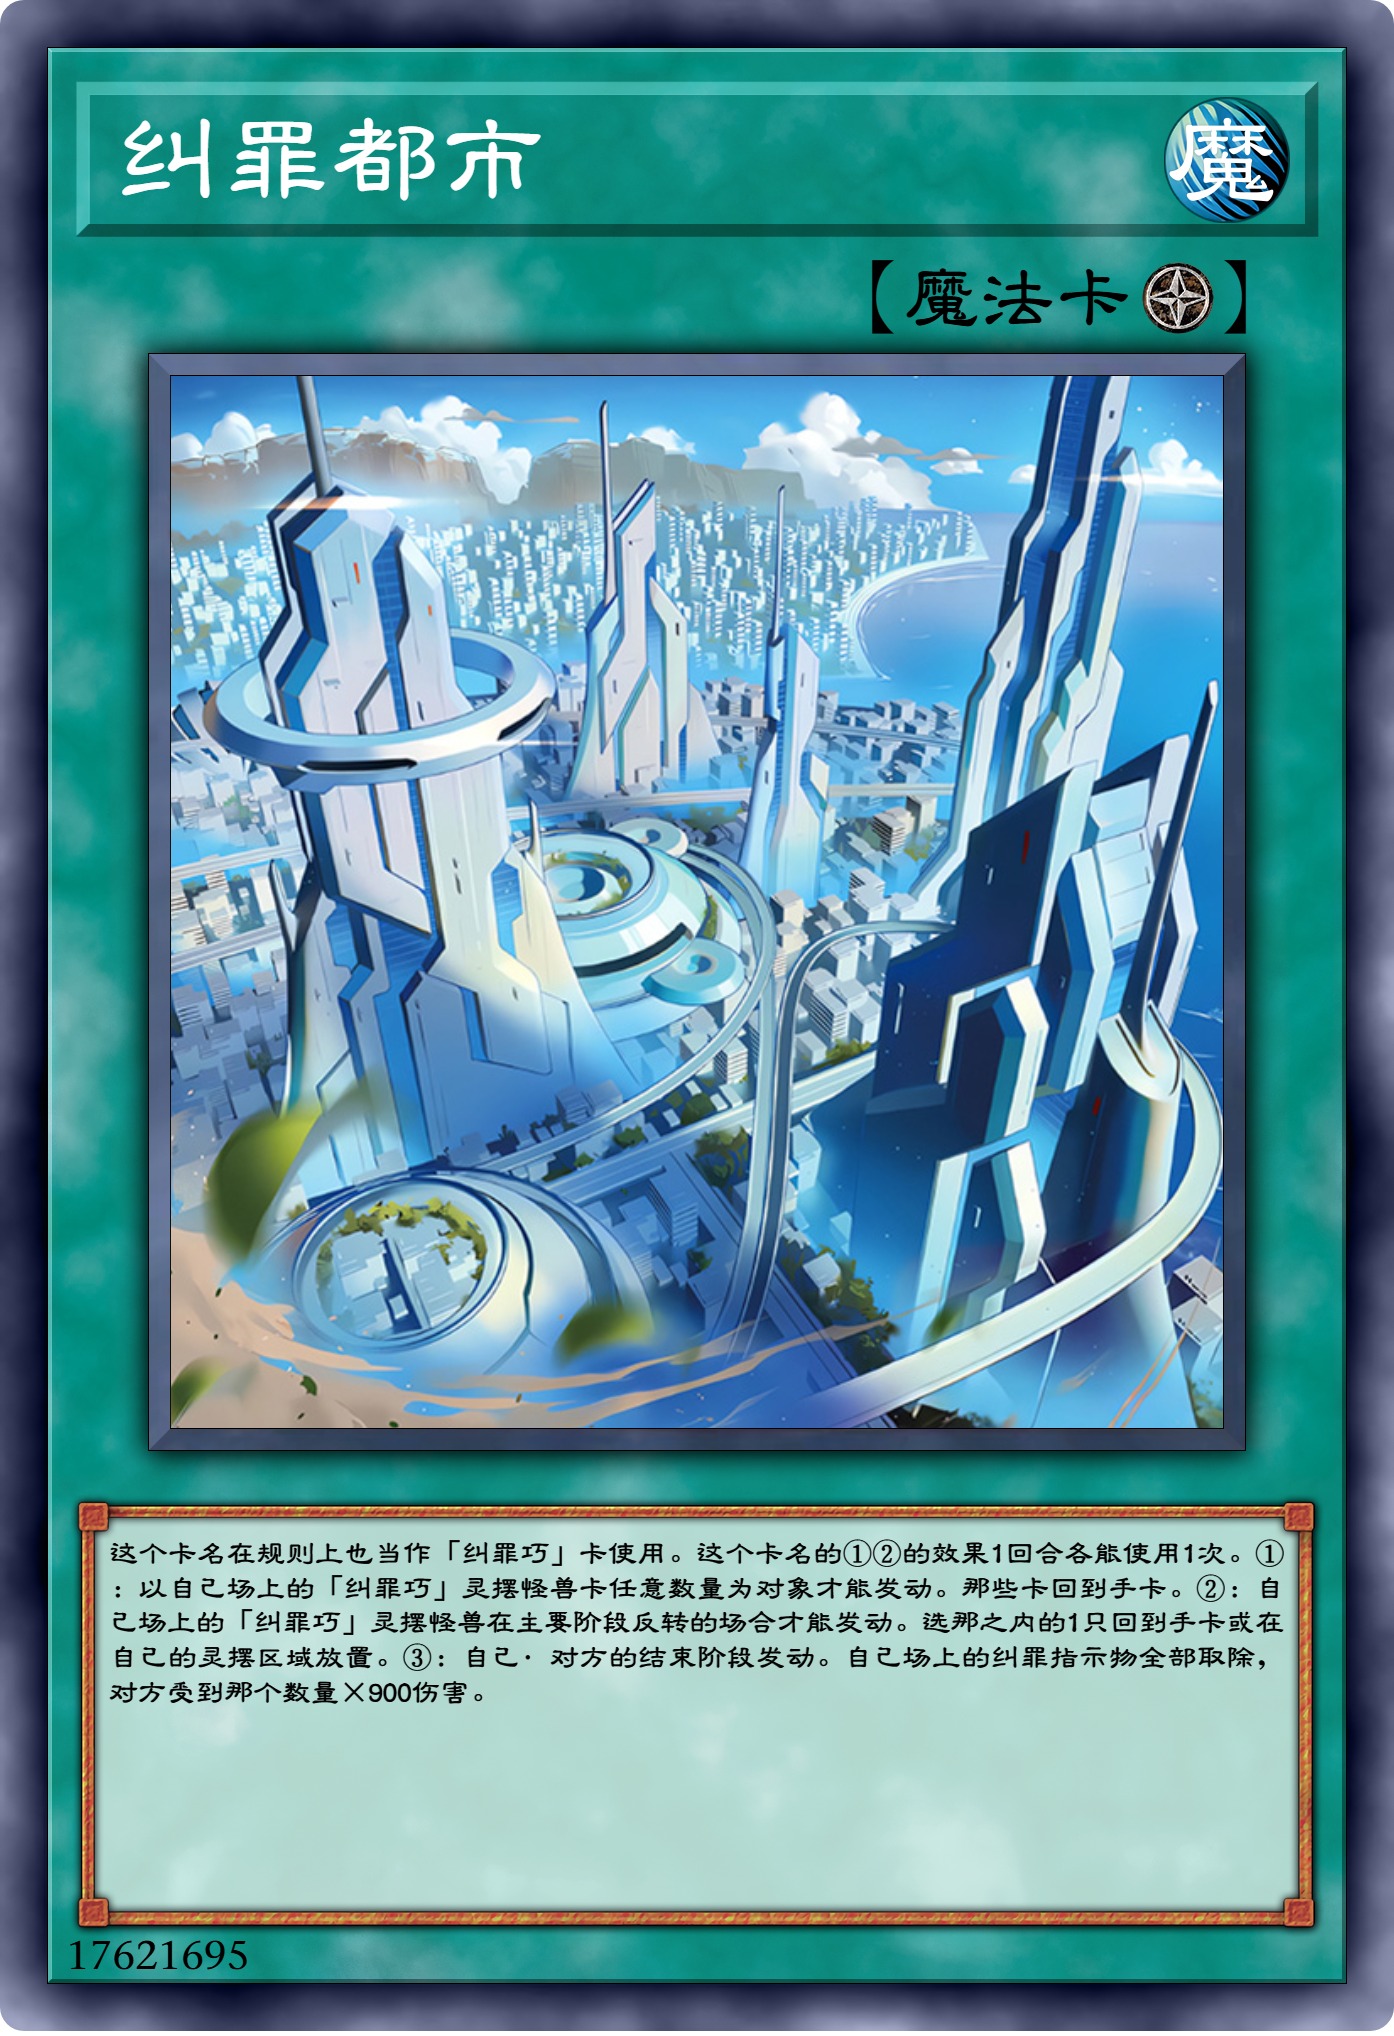 纠罪都市
魔
【魔法卡】
这个卡名在规则上也当作「纠罪巧」卡使用。这个卡名的①②的效果1回合各能使用1次。①
：以自己场上的「纠罪巧」灵摆怪兽卡任意数量为对象才能发动。那些卡回到手卡。②：自
己场上的「纠罪巧」灵摆怪兽在主要阶段反转的场合才能发动。选那之内的1只回到手卡或在
自己的灵摆区域放置。③：自己·对方的结束阶段发动。自己场上的纠罪指示物全部取除，
对方受到那个数量×900伤害。
17621695